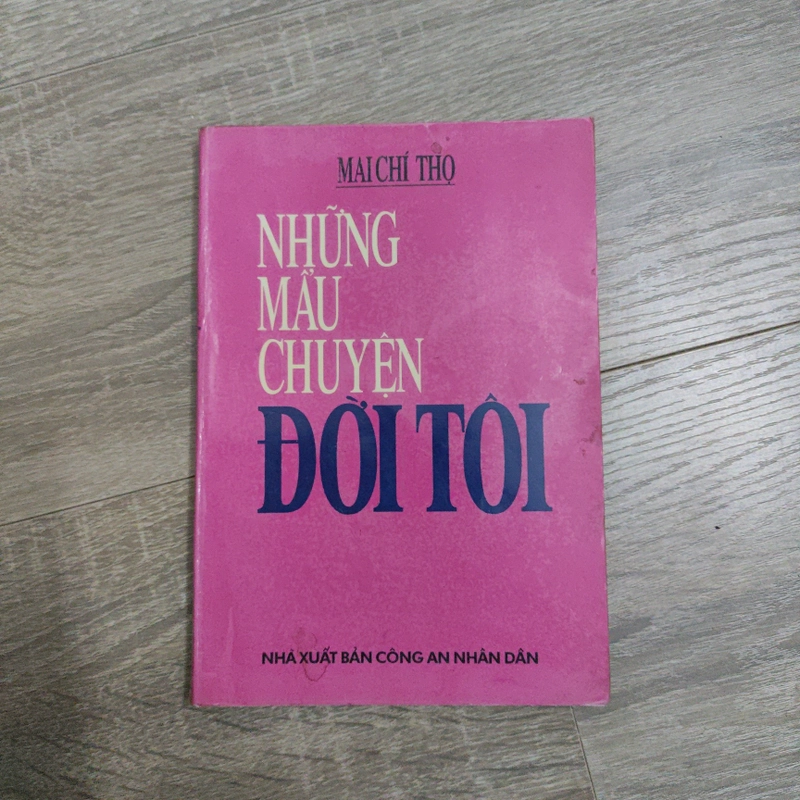 MAI CHÍ THỌ
NHỮNG
MẨU
CHUYỆN
ĐỜI TÔI
NHÀ XUẤT BẢN CÔNG AN NHÂN DÂN